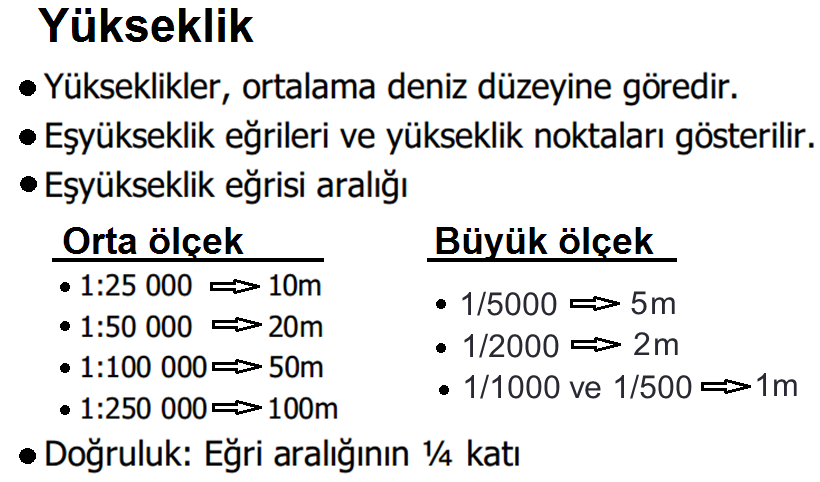 Yükseklik
● Yükseklikler, ortalama deniz düzeyine göredir.
● Eşyükseklik eğrileri ve yükseklik noktaları gösterilir.
● Eşyükseklik eğrisi aralığı
Orta ölçek
• 1:25 000 ⇨ 10m
• 1:50 000 ⇨ 20m
• 1:100 000 ⇨ 50m
• 1:250 000 ⇨ 100m
Büyük ölçek
• 1/5000 ⇨ 5m
• 1/2000 ⇨ 2m
• 1/1000 ve 1/500 ⇨ 1m
● Doğruluk: Eğri aralığının ¼ katı